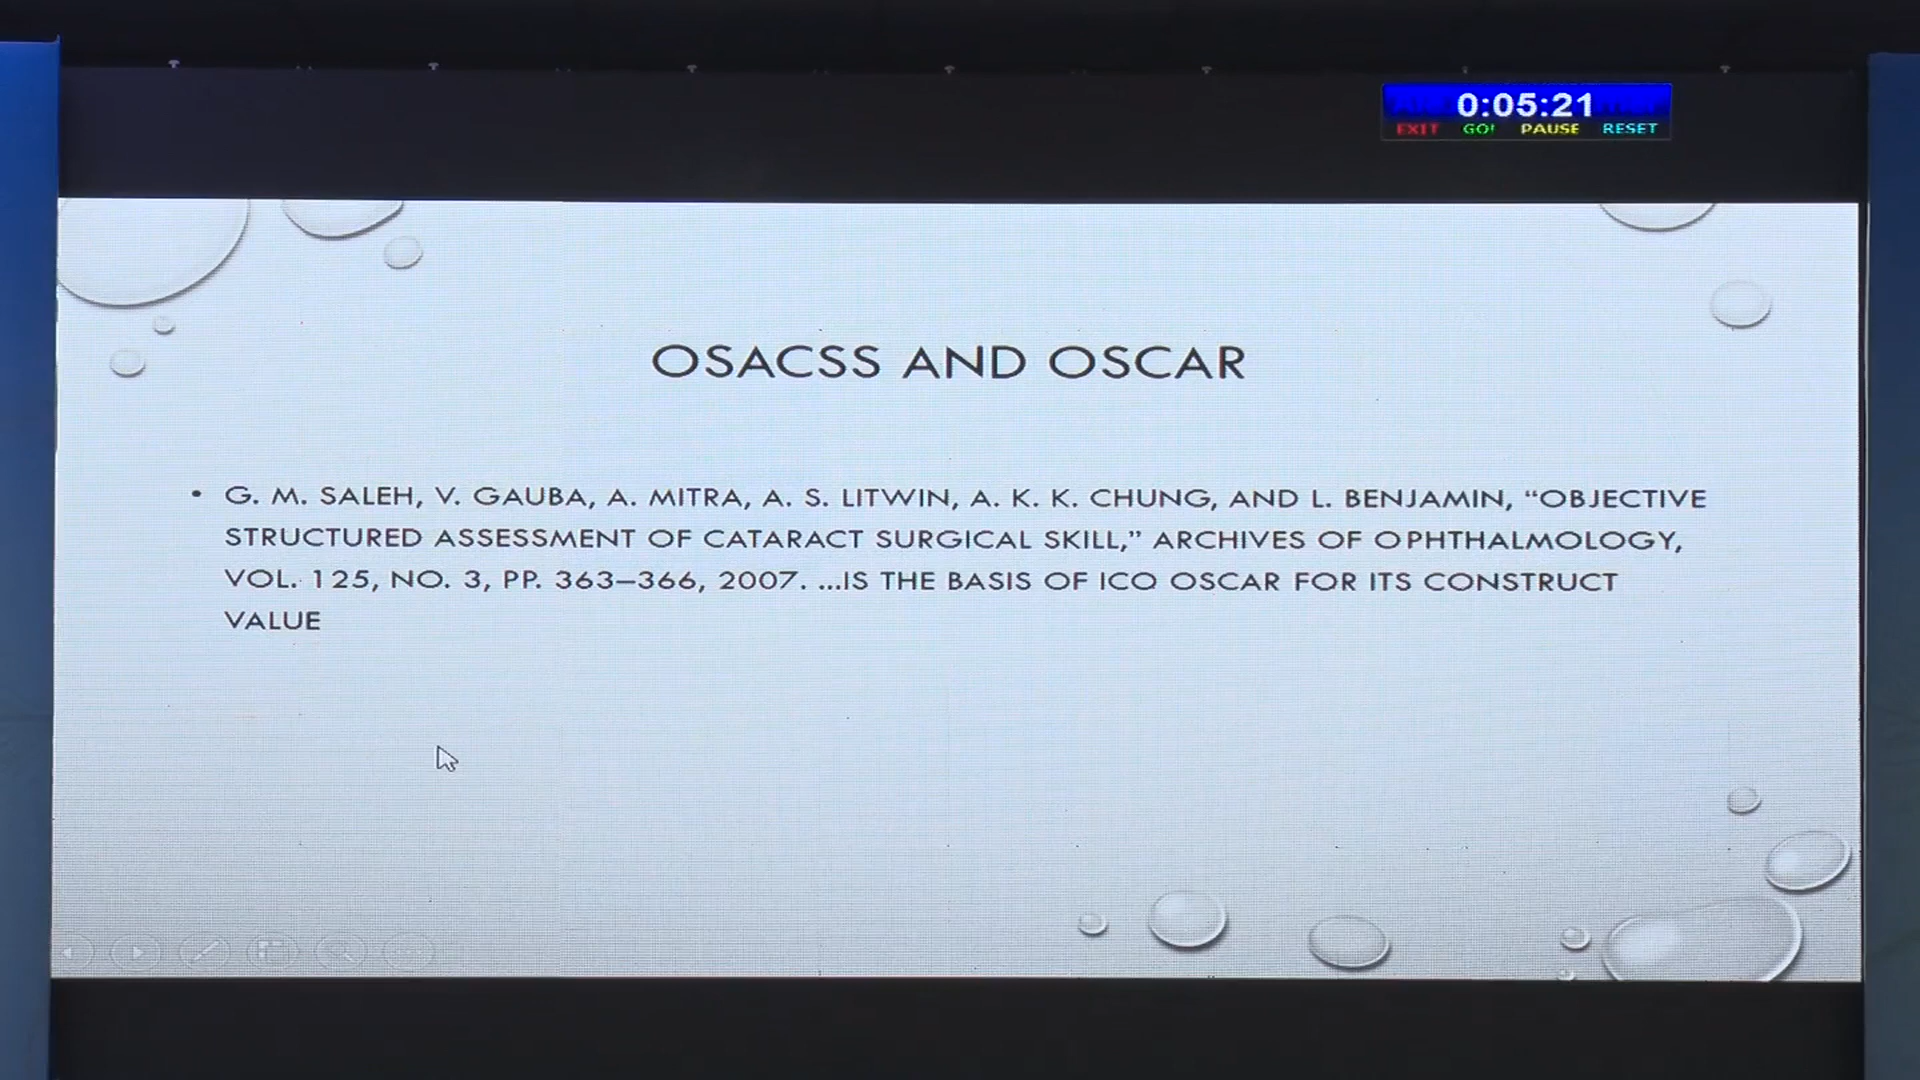 0:05:21
EXIT GO! PAUSE RESET
OSACSS AND OSCAR
• G. M. SALEH, V. GAUBA, A. MITRA, A. S. LITWIN, A. K. K. CHUNG, AND L. BENJAMIN, “OBJECTIVE
STRUCTURED ASSESSMENT OF CATARACT SURGICAL SKILL,” ARCHIVES OF OPHTHALMOLOGY,
VOL. 125, NO. 3, PP. 363–366, 2007. ...IS THE BASIS OF ICO OSCAR FOR ITS CONSTRUCT
VALUE